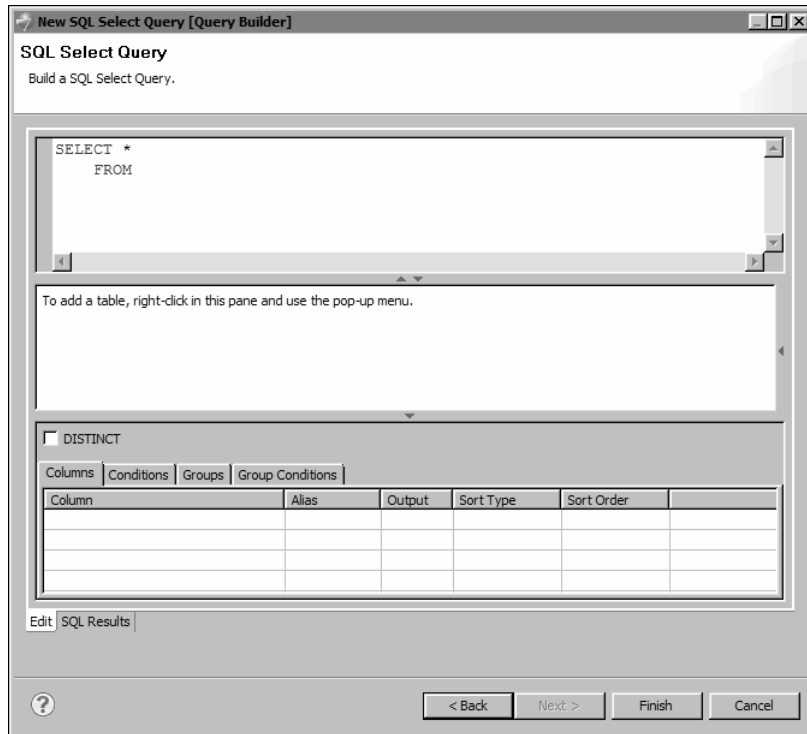 New SQL Select Query [Query Builder]
SQL Select Query
Build a SQL Select Query.
SELECT *
FROM
To add a table, right-click in this pane and use the pop-up menu.
DISTINCT
Columns Conditions Groups Group Conditions
Column Alias Output Sort Type Sort Order
Edit SQL Results
? < Back Next > Finish Cancel